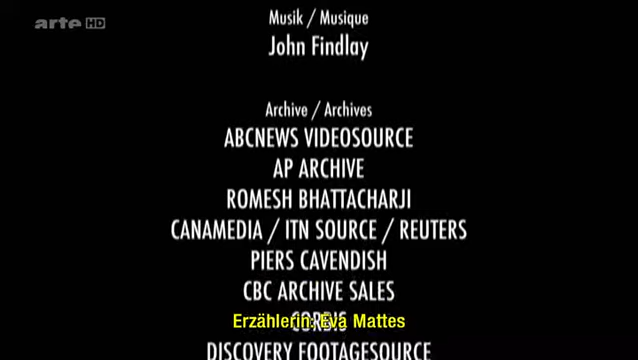 arte HD
Musik / Musique
John Findlay
Archive / Archives
ABCNEWS VIDEOSOURCE
AP ARCHIVE
ROMESH BHATTACHARJI
CANAMEDIA / ITN SOURCE / REUTERS
PIERS CAVENDISH
CBC ARCHIVE SALES
CORBIS
Erzählerin: Eva Mattes
DISCOVERY FOOTAGESOURCE